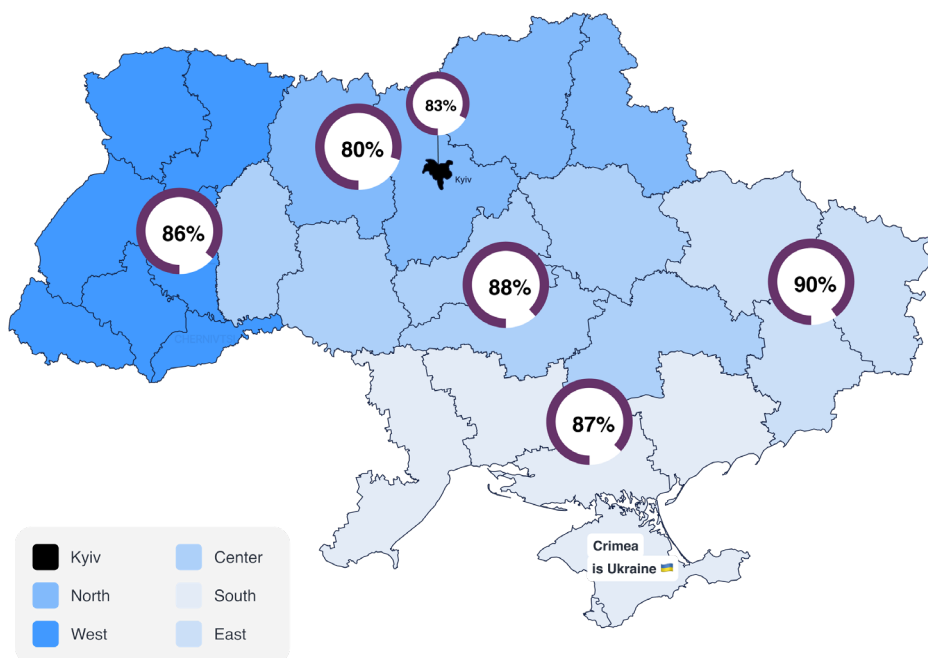 83%
80%
Kyiv
86%
88%
90%
87%
Crimea
is Ukraine 🇺🇦
Kyiv
Center
North
South
West
East